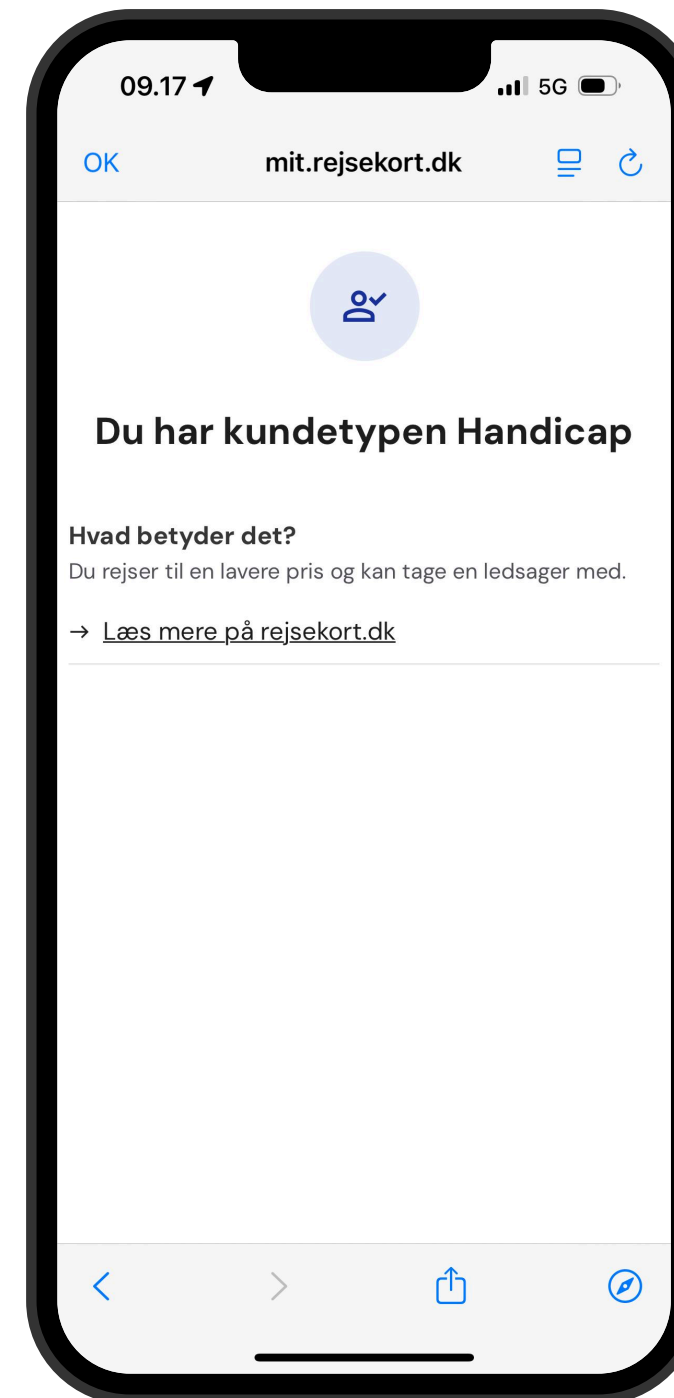 09.17
5G
OK
mit.rejsekort.dk
Du har kundetypen Handicap
Hvad betyder det?
Du rejser til en lavere pris og kan tage en ledsager med.
→ Læs mere på rejsekort.dk